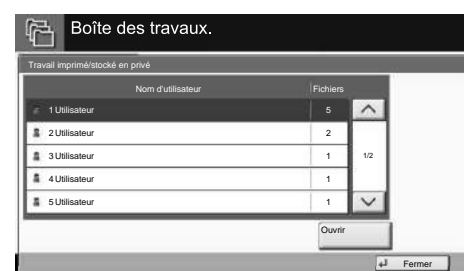 Boîte des travaux.
Travail imprimé/stocké en privé
Nom d'utilisateur Fichiers
1 Utilisateur 5
2 Utilisateur 2
3 Utilisateur 1 1/2
4 Utilisateur 1
5 Utilisateur 1
Ouvrir
Fermer